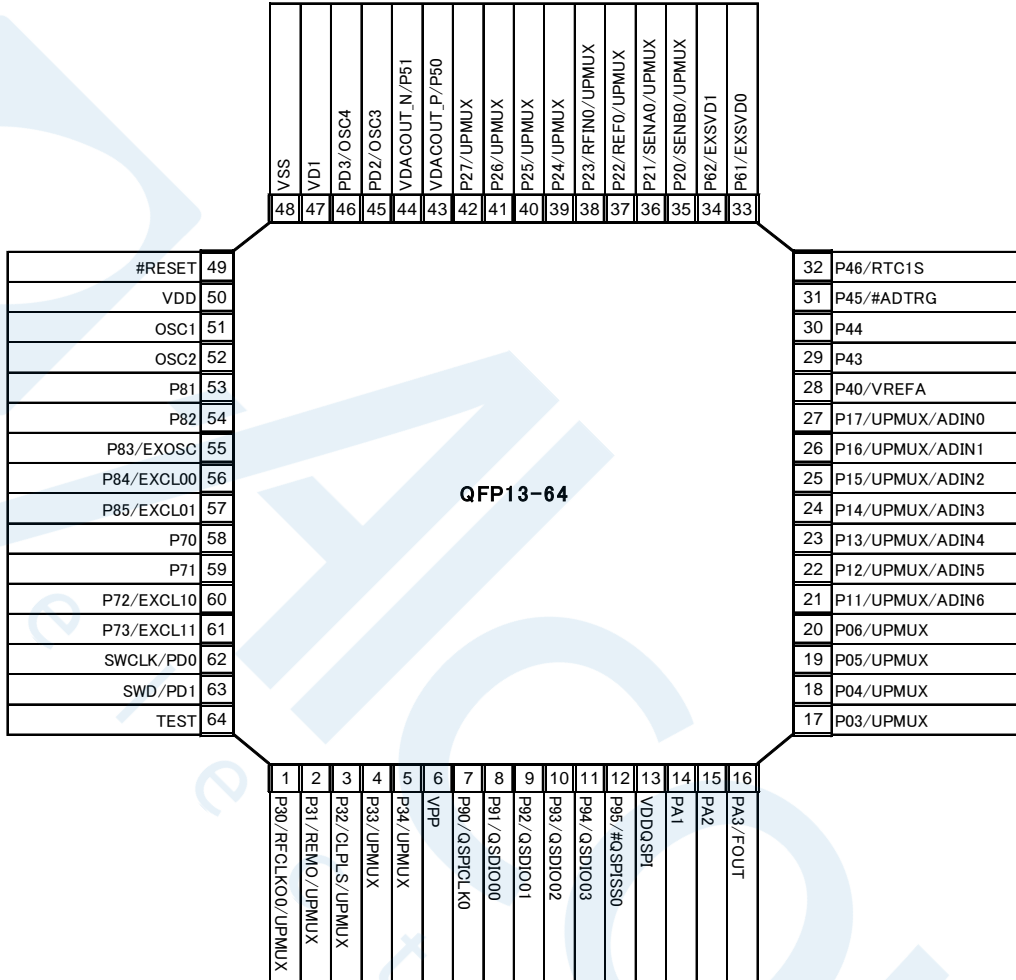 VSS
VD1
PD3/OSC4
PD2/OSC3
VDACOUT_N/P51
VDACOUT_P/P50
P27/UPMUX
P26/UPMUX
P25/UPMUX
P24/UPMUX
P23/RFIN0/UPMUX
P22/REF0/UPMUX
P21/SENA0/UPMUX
P20/SENB0/UPMUX
P62/EXSVD1
P61/EXSVD0
48 47 46 45 44 43 42 41 40 39 38 37 36 35 34 33
#RESET 49
VDD 50
OSC1 51
OSC2 52
P81 53
P82 54
P83/EXOSC 55
P84/EXCL00 56
P85/EXCL01 57
P70 58
P71 59
P72/EXCL10 60
P73/EXCL11 61
SWCLK/PD0 62
SWD/PD1 63
TEST 64
QFP13-64
32 P46/RTC1S
31 P45/#ADTRG
30 P44
29 P43
28 P40/VREFA
27 P17/UPMUX/ADIN0
26 P16/UPMUX/ADIN1
25 P15/UPMUX/ADIN2
24 P14/UPMUX/ADIN3
23 P13/UPMUX/ADIN4
22 P12/UPMUX/ADIN5
21 P11/UPMUX/ADIN6
20 P06/UPMUX
19 P05/UPMUX
18 P04/UPMUX
17 P03/UPMUX
1 2 3 4 5 6 7 8 9 10 11 12 13 14 15 16
P30/RFCLKO0/UPMUX
P31/REMO/UPMUX
P32/CLPLS/UPMUX
P33/UPMUX
P34/UPMUX
VPP
P90/QSPICLK0
P91/QSDIO00
P92/QSDIO01
P93/QSDIO02
P94/QSDIO03
P95/#QSPISS0
VDDQSPI
PA1
PA2
PA3/FOUT